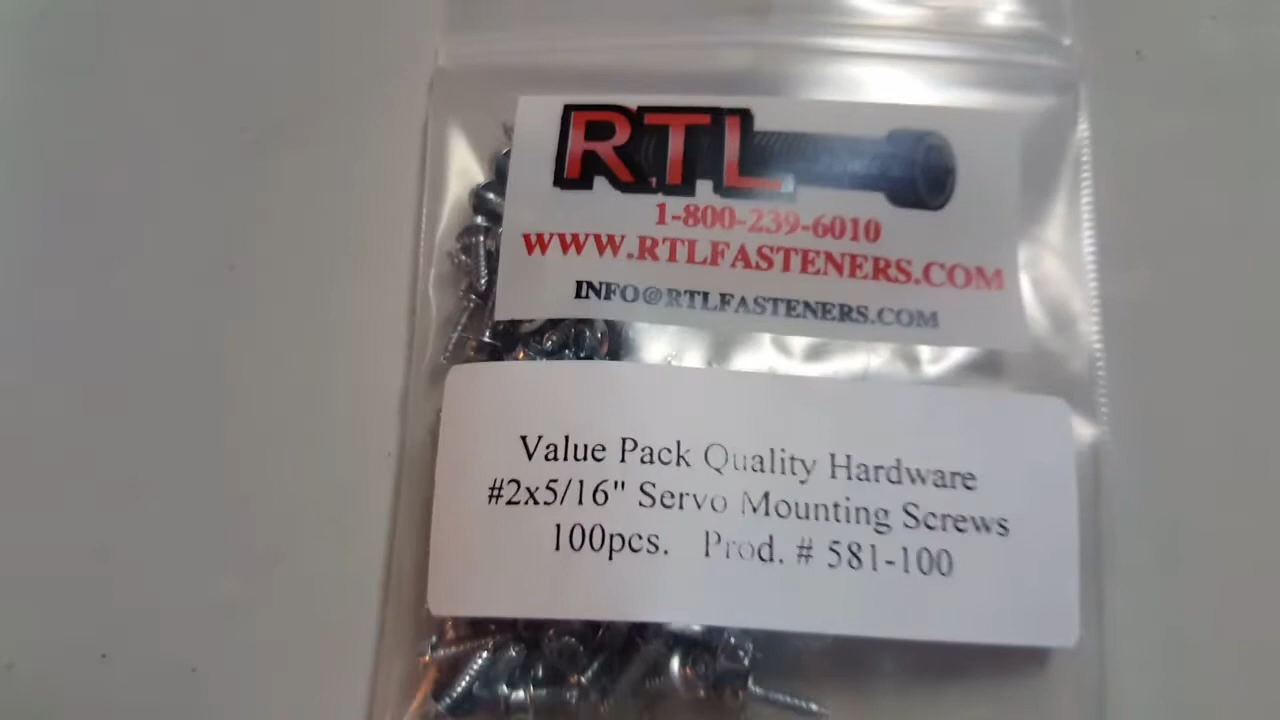 RTL
1-800-239-6010
WWW.RTLFASTENERS.COM
INFO@RTLFASTENERS.COM
Value Pack Quality Hardware
#2x5/16" Servo Mounting Screws
100pcs. Prod. # 581-100